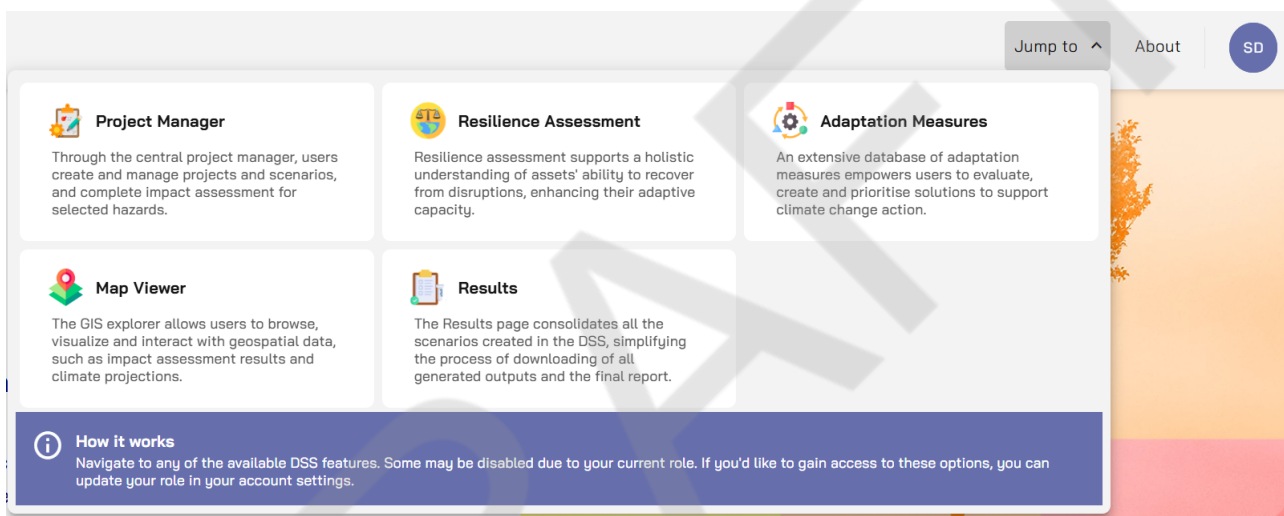 Jump to
About
SD
Project Manager
Through the central project manager, users
create and manage projects and scenarios,
and complete impact assessment for
selected hazards.
Resilience Assessment
Resilience assessment supports a holistic
understanding of assets' ability to recover
from disruptions, enhancing their adaptive
capacity.
Adaptation Measures
An extensive database of adaptation
measures empowers users to evaluate,
create and prioritise solutions to support
climate change action.
Map Viewer
The GIS explorer allows users to browse,
visualize and interact with geospatial data,
such as impact assessment results and
climate projections.
Results
The Results page consolidates all the
scenarios created in the DSS, simplifying
the process of downloading of all
generated outputs and the final report.
How it works
Navigate to any of the available DSS features. Some may be disabled due to your current role. If you'd like to gain access to these options, you can
update your role in your account settings.